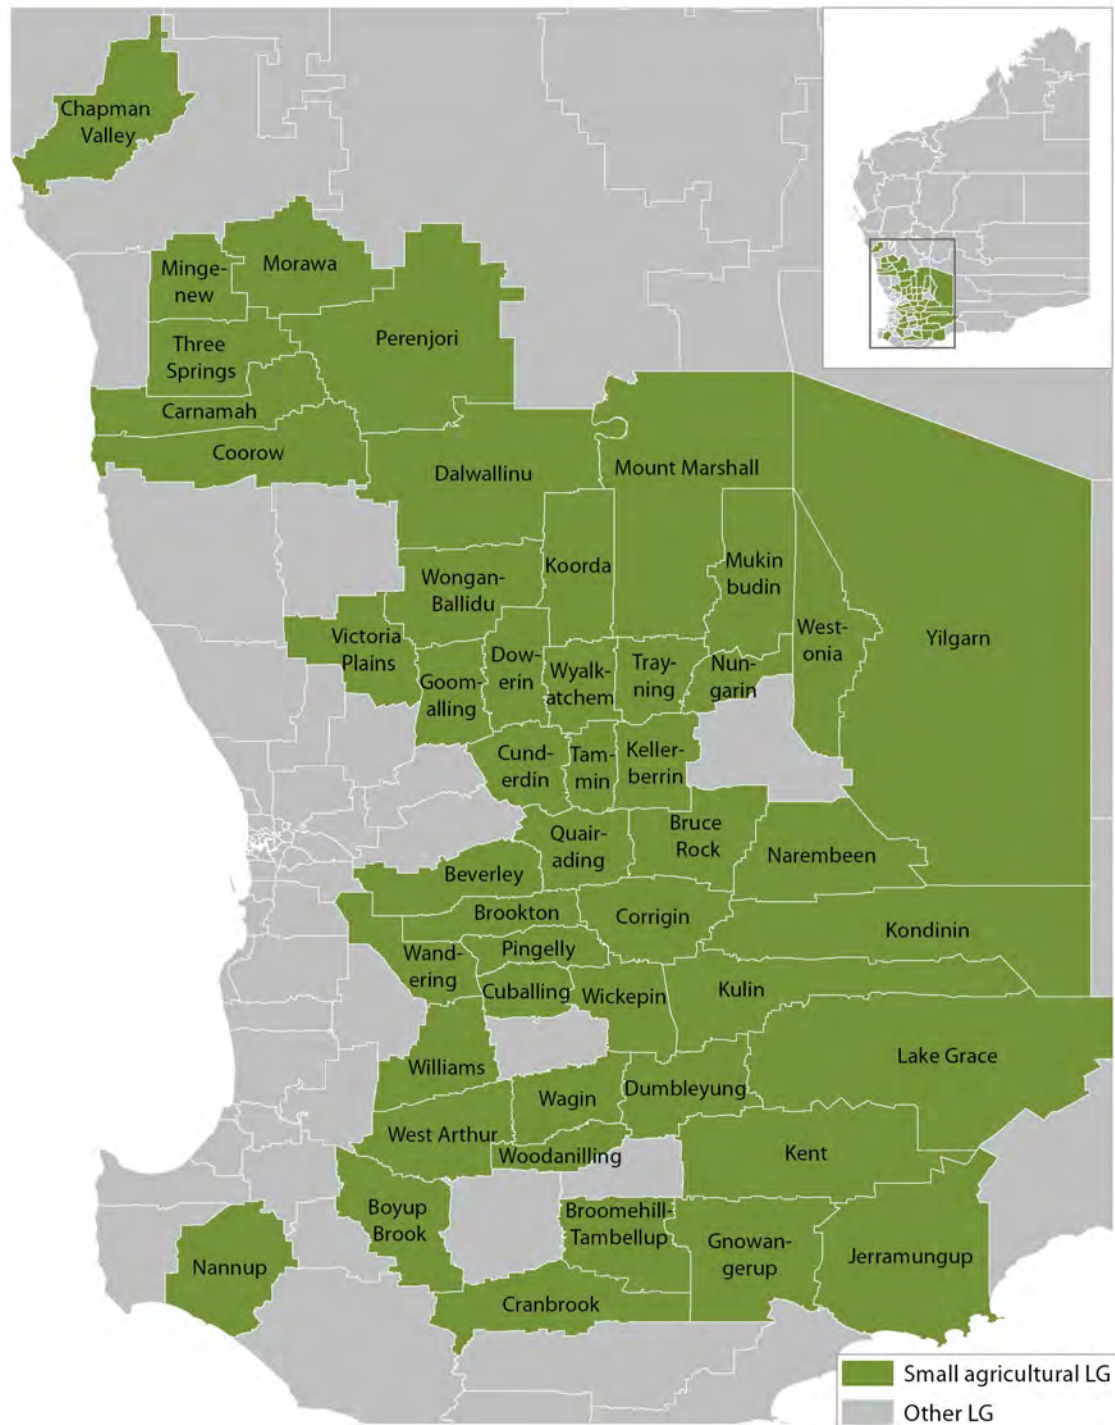 Chapman
Valley
Minge-
new
Morawa
Perenjori
Three
Springs
Carnamah
Coorow
Dalwallinu
Mount Marshall
Koorda
Mukin
budin
Wongan-
Ballidu
West-
onia
Yilgarn
Victoria
Plains
Dow-
erin
Goom-
alling
Wyalk-
atchem
Tray-
ning
Nun-
garin
Cund-
erdin
Tam-
min
Keller-
berrin
Quair-
ading
Bruce
Rock
Narembeen
Beverley
Brookton
Corrigin
Kondinin
Pingelly
Wand-
ering
Cuballing
Wickepin
Kulin
Lake Grace
Williams
Wagin
Dumbleyung
West Arthur
Woodanilling
Kent
Boyup
Brook
Broomehill-
Tambellup
Gnowan-
gerup
Jerramungup
Nannup
Cranbrook
Small agricultural LG
Other LG